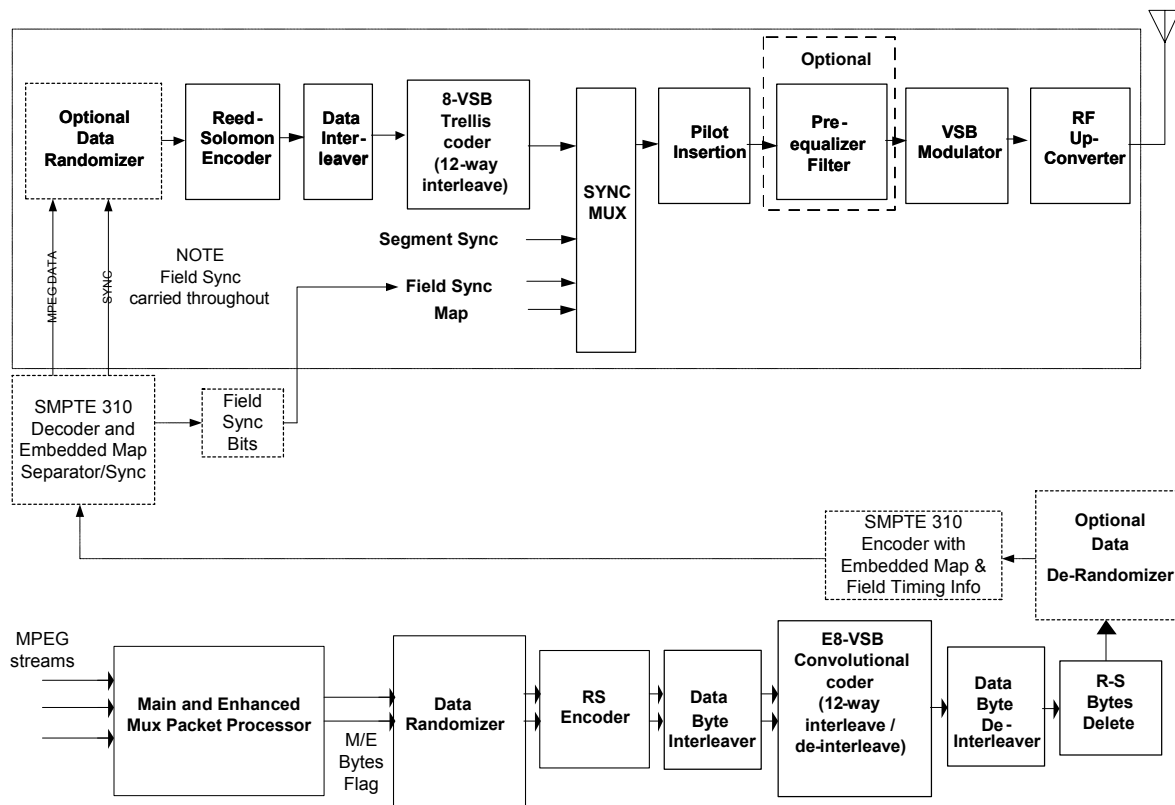 Optional
Optional
Data
Randomizer
Reed-
Solomon
Encoder
Data
Inter-
leaver
8-VSB
Trellis
coder
(12-way
interleave)
SYNC
MUX
Pilot
Insertion
Pre-
equalizer
Filter
VSB
Modulator
RF
Up-
Converter
Segment Sync
Field Sync
Map
MPEG DATA
SYNC
NOTE
Field Sync
carried throughout
SMPTE 310
Decoder and
Embedded Map
Separator/Sync
Field
Sync
Bits
SMPTE 310
Encoder with
Embedded Map &
Field Timing Info
Optional
Data
De-Randomizer
MPEG
streams
Main and Enhanced
Mux Packet Processor
M/E
Bytes
Flag
Data
Randomizer
RS
Encoder
Data
Byte
Interleaver
E8-VSB
Convolutional
coder
(12-way
interleave /
de-interleave)
Data
Byte
De-
Interleaver
R-S
Bytes
Delete